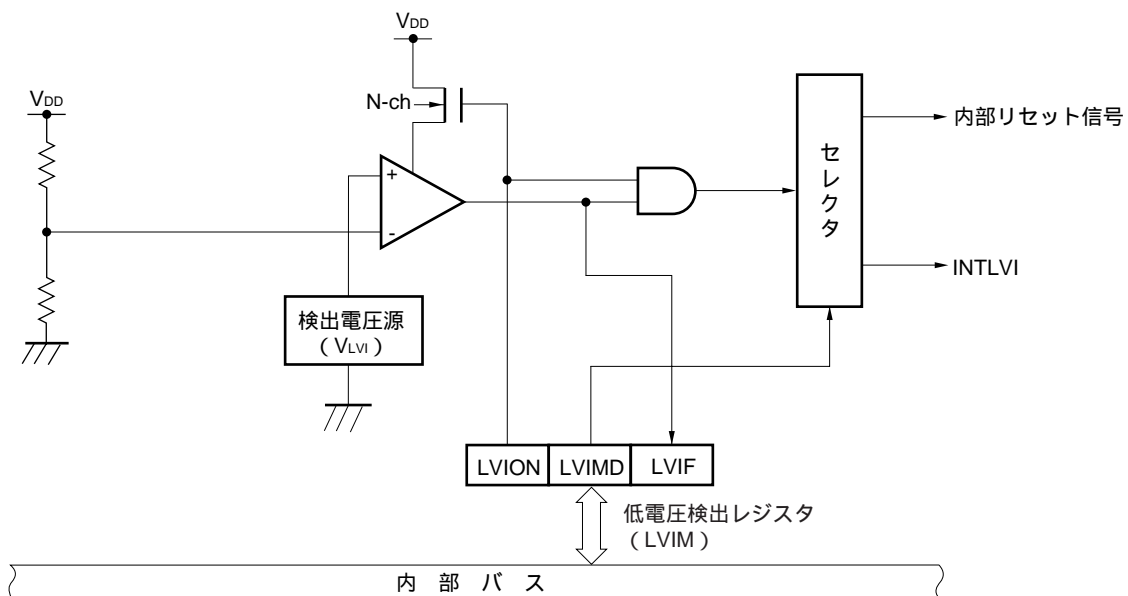 VDD
VDD
N-ch
+
-
検出電圧源
（VLVI）
セレクタ
内部リセット信号
INTLVI
LVION LVIMD LVIF
低電圧検出レジスタ
（LVIM）
内 部 バ ス